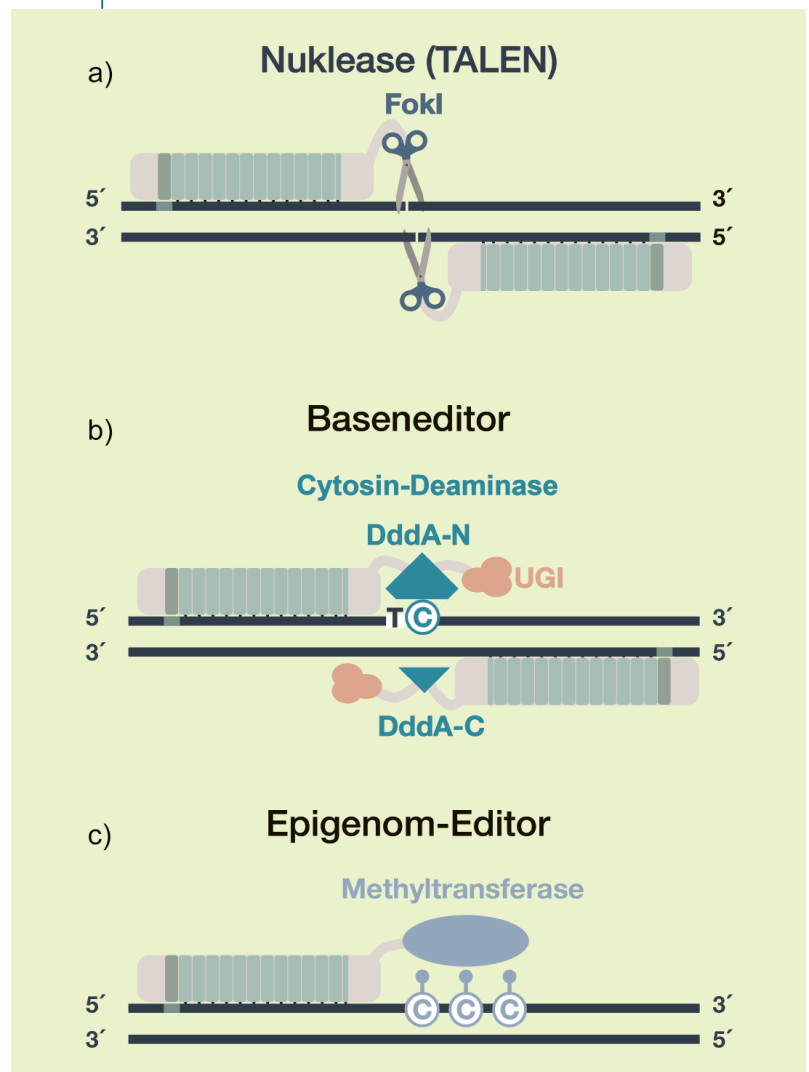 a)
Nuklease (TALEN)
FokI
5´ 3´
3´ 5´
b)
Baseneditor
Cytosin-Deaminase
DddA-N
UGI
T C
5´ 3´
3´ 5´
DddA-C
c)
Epigenom-Editor
Methyltransferase
5´ C C C 3´
3´ 5´